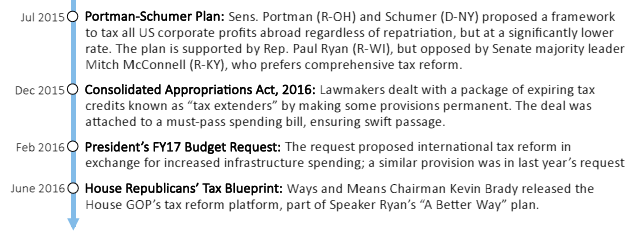 Jul 2015 Portman-Schumer Plan: Sens. Portman (R-OH) and Schumer (D-NY) proposed a framework
to tax all US corporate profits abroad regardless of repatriation, but at a significantly lower
rate. The plan is supported by Rep. Paul Ryan (R-WI), but opposed by Senate majority leader
Mitch McConnell (R-KY), who prefers comprehensive tax reform.
Dec 2015 Consolidated Appropriations Act, 2016: Lawmakers dealt with a package of expiring tax
credits known as “tax extenders” by making some provisions permanent. The deal was
attached to a must-pass spending bill, ensuring swift passage.
Feb 2016 President’s FY17 Budget Request: The request proposed international tax reform in
exchange for increased infrastructure spending; a similar provision was in last year’s request
June 2016 House Republicans’ Tax Blueprint: Ways and Means Chairman Kevin Brady released the
House GOP’s tax reform platform, part of Speaker Ryan’s “A Better Way” plan.